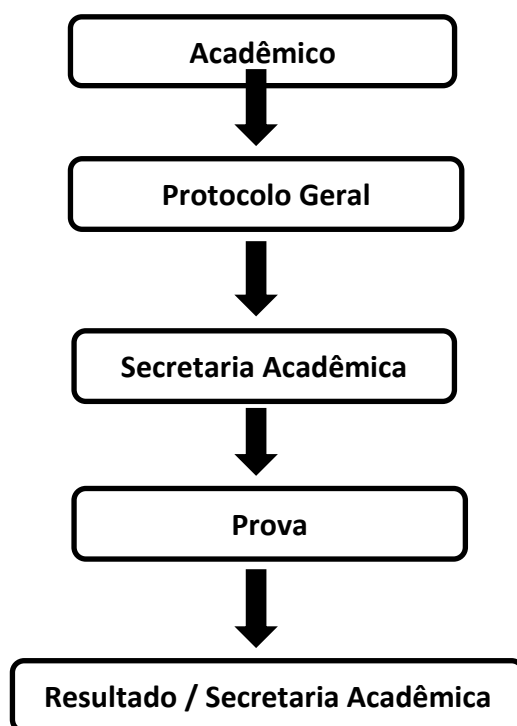 Acadêmico
Protocolo Geral
Secretaria Acadêmica
Prova
Resultado / Secretaria Acadêmica